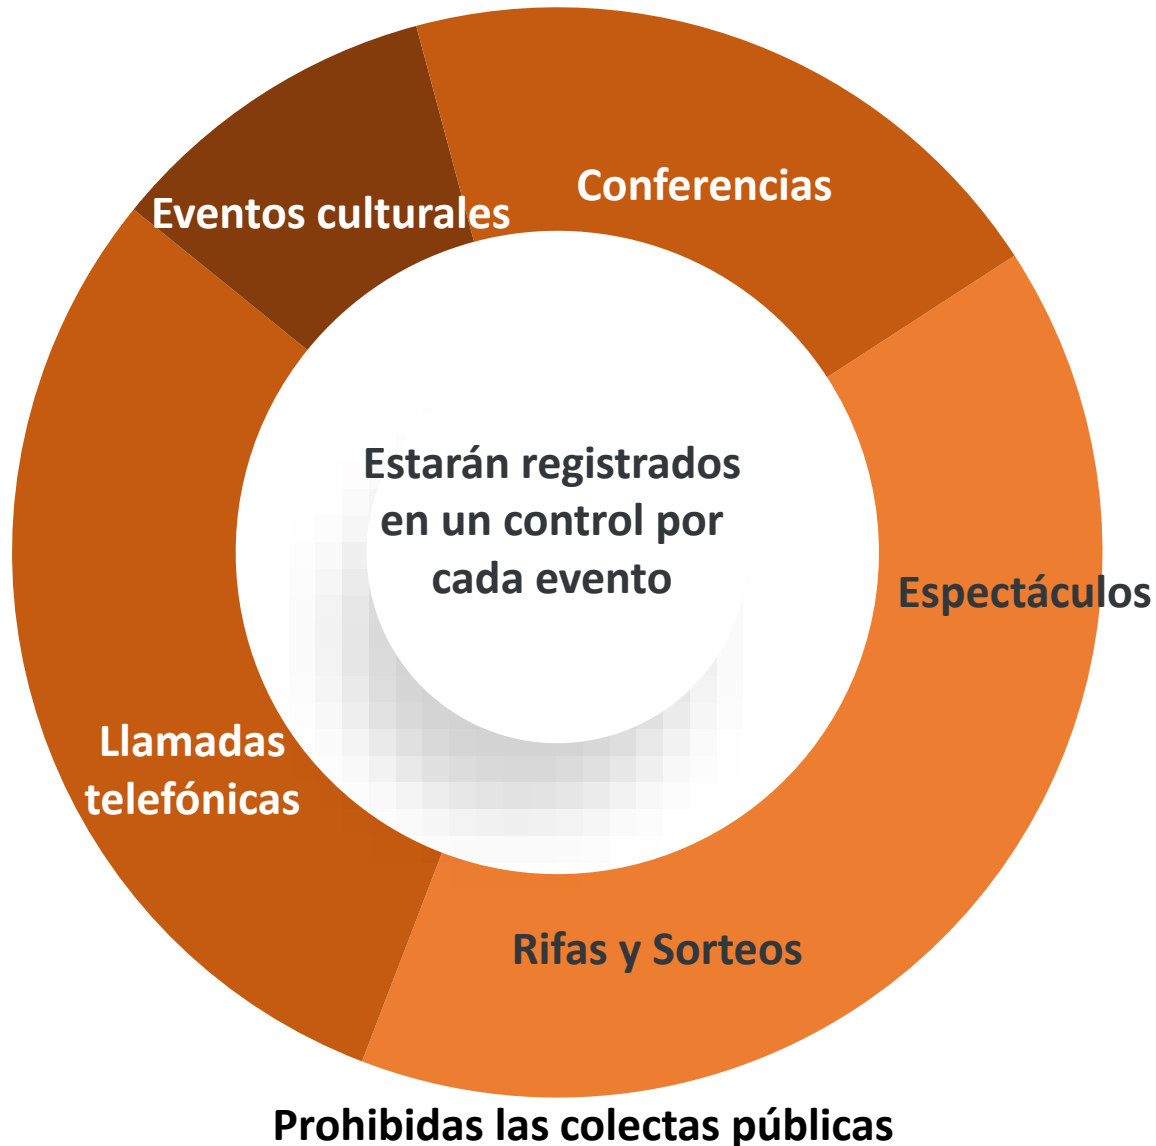 Conferencias
Eventos culturales
Estarán registrados
en un control por
cada evento
Espectáculos
Llamadas
telefónicas
Rifas y Sorteos
Prohibidas las colectas públicas